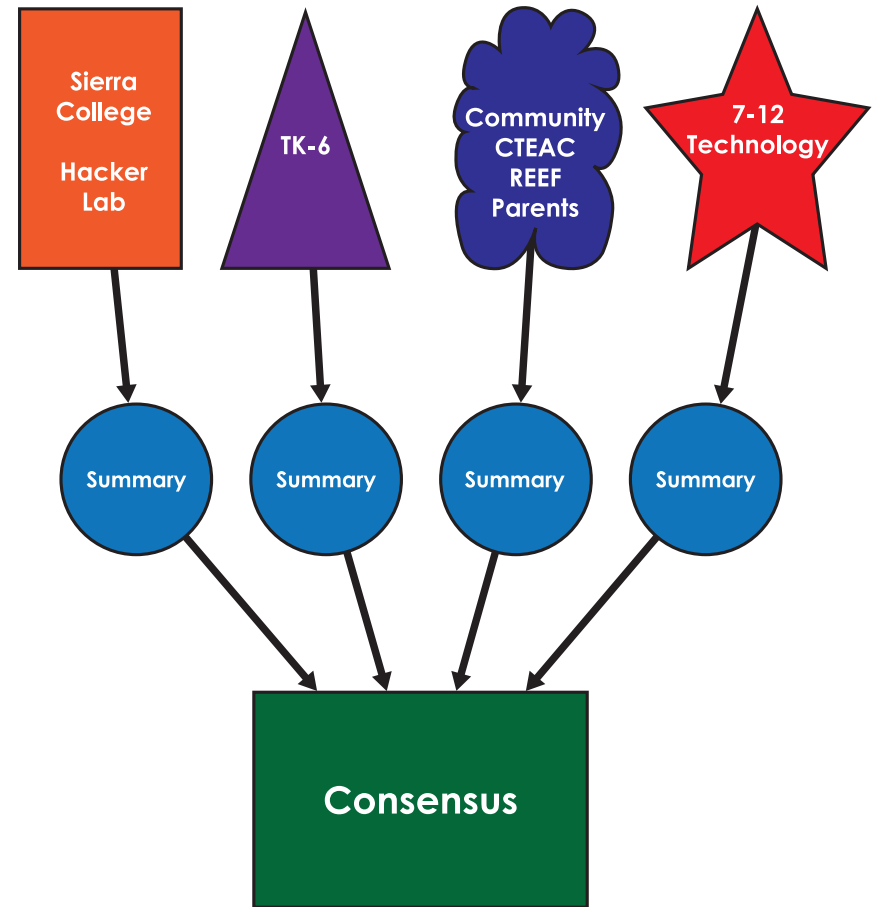 Sierra
College
Hacker
Lab
TK-6
Community
CTEAC
REEF
Parents
7-12
Technology
Summary
Summary
Summary
Summary
Consensus